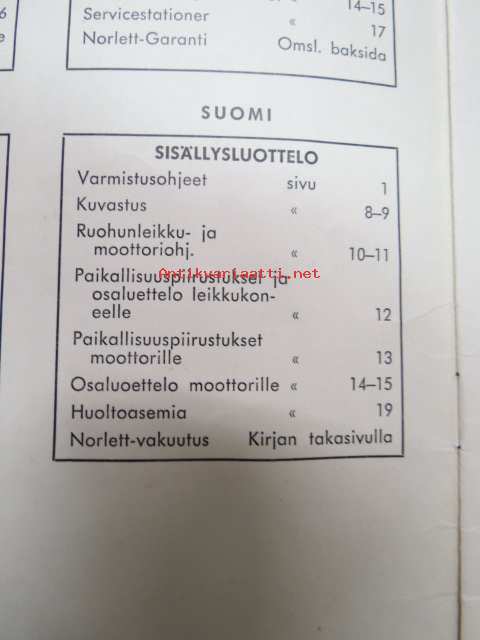 6
14–15
Servicestationer « 17
Norlett-Garanti Omsl. baksida
SUOMI
SISÄLLYSLUOTTELO
Varmistusohjeet sivu 1
Kuvastus « 8–9
Ruohunleikku- ja
moottoriohj. « 10–11
Paikallisuuspiirustukset ja
osaluettelo leikkukon-
eelle « 12
Paikallisuuspiirustukset
moottorille « 13
Osaluoettelo moottorille « 14–15
Huoltoasemia « 19
Norlett-vakuutus Kirjan takasivulla
Antikvariaatti.net